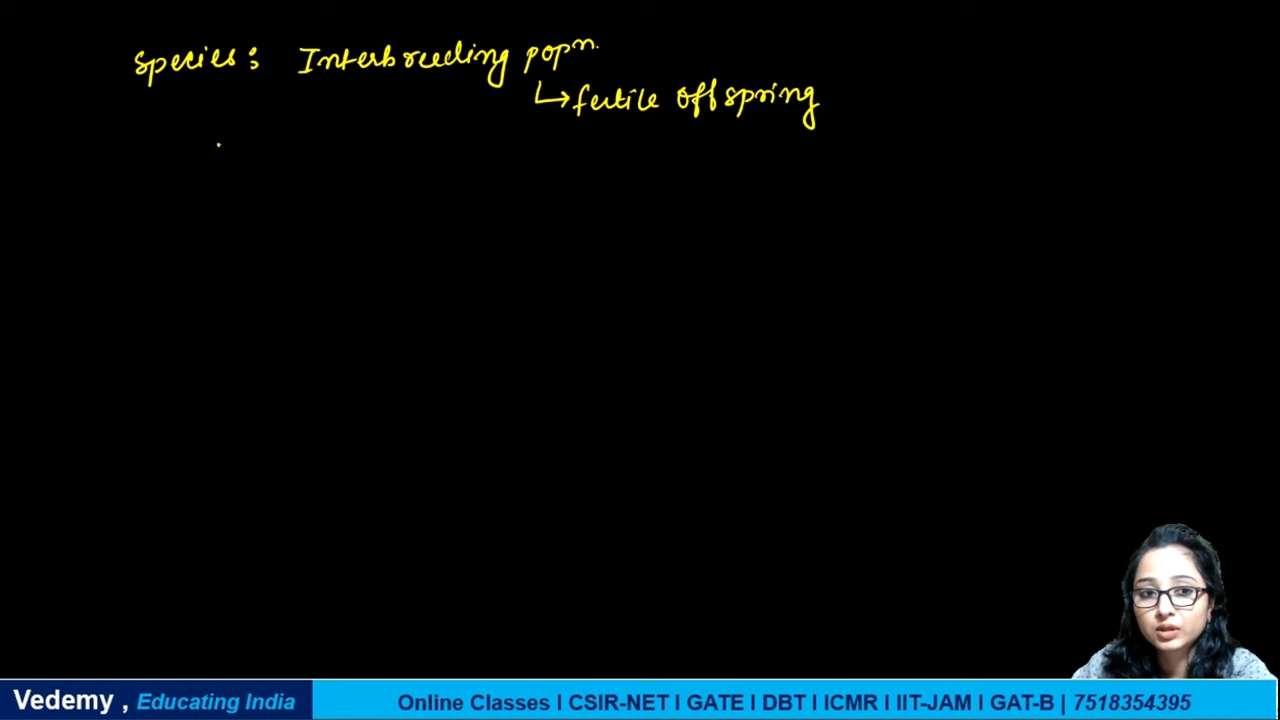 Species: Interbreeding popn.
↳fertile offspring
Vedemy , Educating India
Online Classes I CSIR-NET I GATE I DBT I ICMR I IIT-JAM I GAT-B | 7518354395